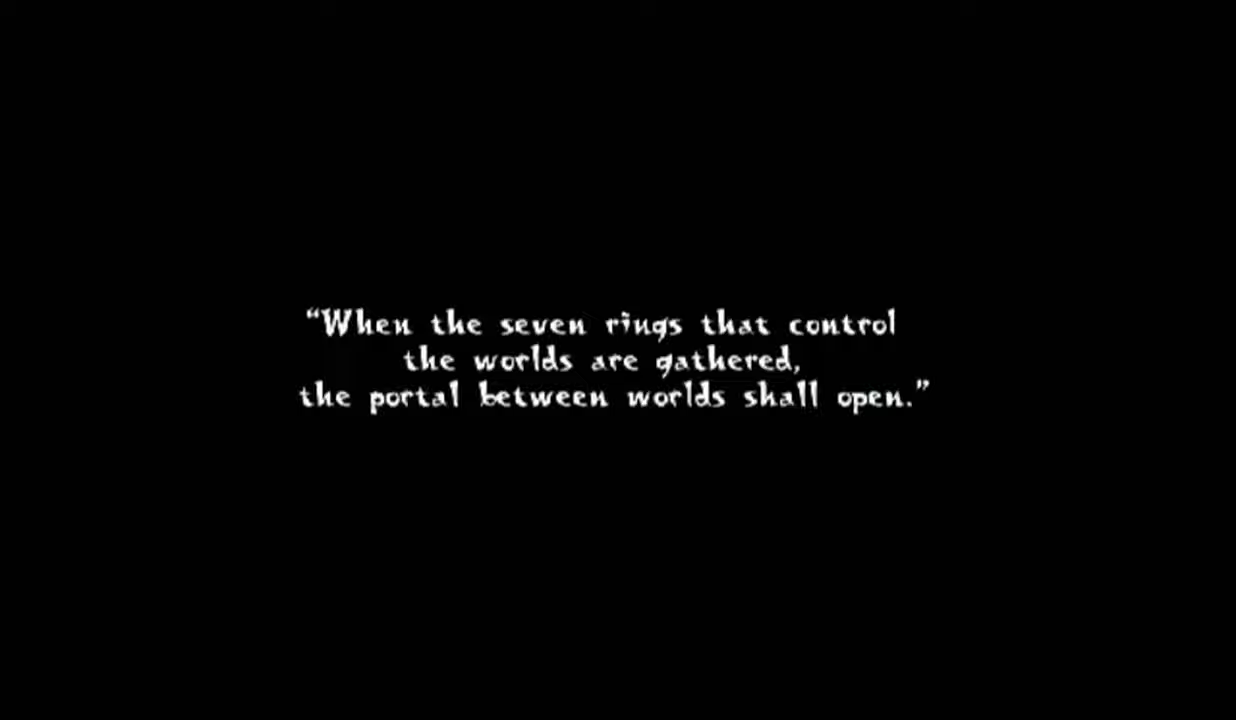 “When the seven rings that control
the worlds are gathered,
the portal between worlds shall open.”